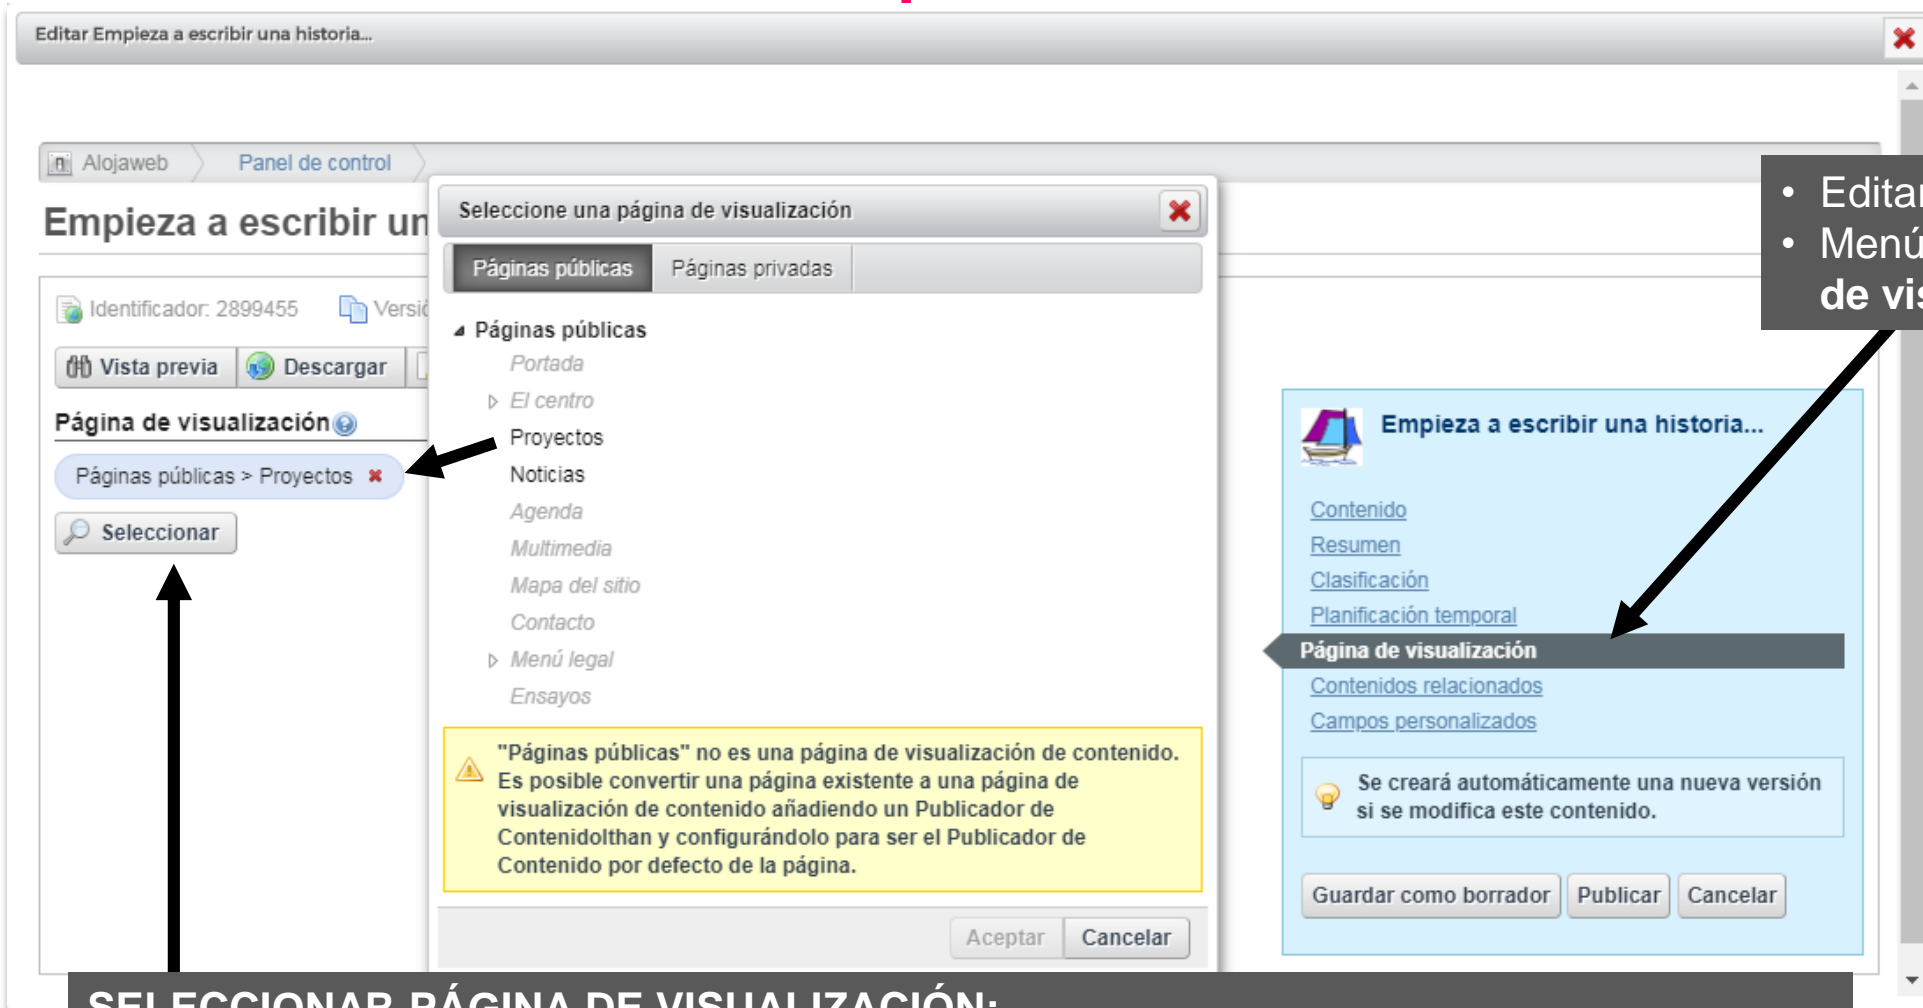 Editar Empieza a escribir una historia...
Alojaweb
Panel de control
Empieza a escribir un
Identificador: 2899455
Vista previa
Descargar
Página de visualización
Páginas públicas > Proyectos
Seleccionar
Seleccione una página de visualización
Páginas públicas
Páginas privadas
Páginas públicas
Portada
El centro
Proyectos
Noticias
Agenda
Multimedia
Mapa del sitio
Contacto
Menú legal
Ensayos
"Páginas públicas" no es una página de visualización de contenido.
Es posible convertir una página existente a una página de
visualización de contenido añadiendo un Publicador de
ContenidoIthan y configurándolo para ser el Publicador de
Contenido por defecto de la página.
Aceptar
Cancelar
• Editar
• Menú
de vis
Empieza a escribir una historia...
Contenido
Resumen
Clasificación
Planificación temporal
Página de visualización
Contenidos relacionados
Campos personalizados
Se creará automáticamente una nueva versión
si se modifica este contenido.
Guardar como borrador
Publicar
Cancelar
SELECCIONAR PÁGINA DE VISUALIZACIÓN: